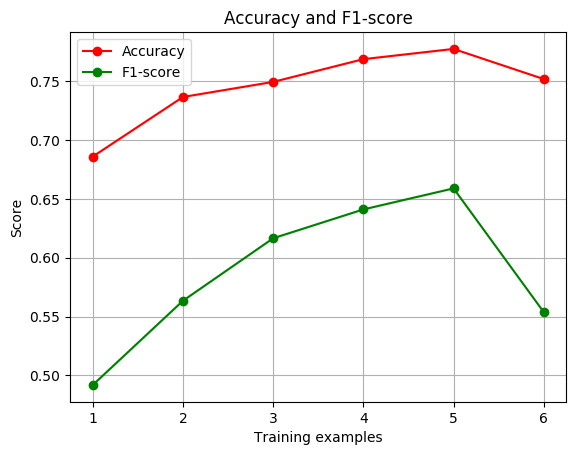 Accuracy and F1-score
Accuracy
F1-score
0.75
0.70
0.65
0.60
0.55
0.50
Score
1 2 3 4 5 6
Training examples